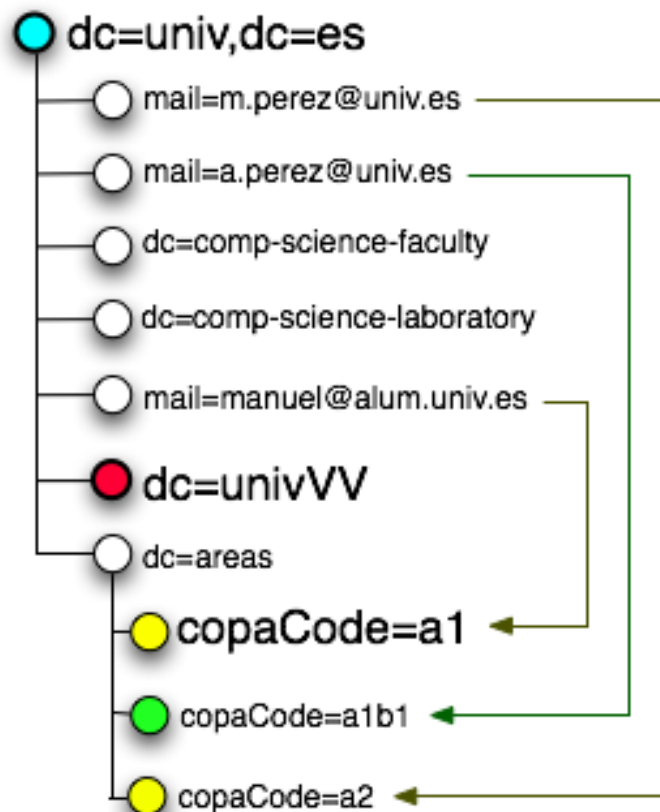 dc=univ,dc=es
mail=m.perez@univ.es
mail=a.perez@univ.es
dc=comp-science-faculty
dc=comp-science-laboratory
mail=manuel@alum.univ.es
dc=univVV
dc=areas
copaCode=a1
copaCode=a1b1
copaCode=a2